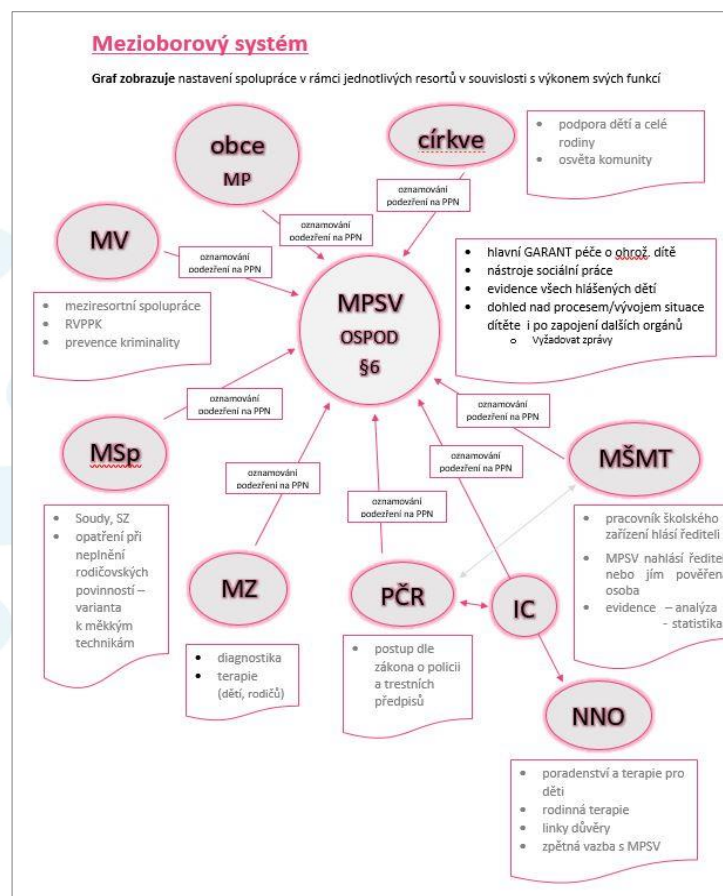 Mezioborový systém
Graf zobrazuje nastavení spolupráce v rámci jednotlivých resortů v souvislosti s výkonem svých funkcí
obce
MP
církve
• podpora dětí a celé
rodiny
• osvěta komunity
oznamování
podezření na PPN
oznamování
podezření na PPN
MV
oznamování
podezření na PPN
• meziresortní spolupráce
• RVPPK
• prevence kriminality
MPSV
OSPOD
§6
• hlavní GARANT péče o ohrož. dítě
• nástroje sociální práce
• evidence všech hlášených dětí
• dohled nad procesem/vývojem situace
dítěte i po zapojení dalších orgánů
o Vyžadovat zprávy
oznamování
podezření na PPN
oznamování
podezření na PPN
MSp
MŠMT
oznamování
podezření na PPN
oznamování
podezření na PPN
oznamování
podezření na PPN
• Soudy, SZ
• opatření při
neplnění
rodičovských
povinností –
varianta
k měkkým
technikám
• pracovník školského
zařízení hlásí řediteli
• MPSV nahlásí ředitel
nebo jím pověřená
osoba
• evidence – analýza
- statistika
MZ
PČR
IC
• diagnostika
• terapie
(dětí, rodičů)
• postup dle
zákona o policii
a trestních
předpisů
NNO
• poradenství a terapie pro
děti
• rodinná terapie
• linky důvěry
• zpětná vazba s MPSV